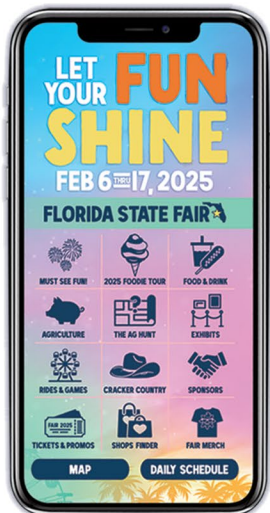 LET
YOUR FUN
SHINE
FEB 6 THRU 17, 2025
FLORIDA STATE FAIR
MUST SEE FUN! 2025 FOODIE TOUR FOOD & DRINK
AGRICULTURE THE AG HUNT EXHIBITS
RIDES & GAMES CRACKER COUNTRY SPONSORS
FAIR 2025
TICKETS & PROMOS SHOPS FINDER FAIR MERCH
MAP DAILY SCHEDULE